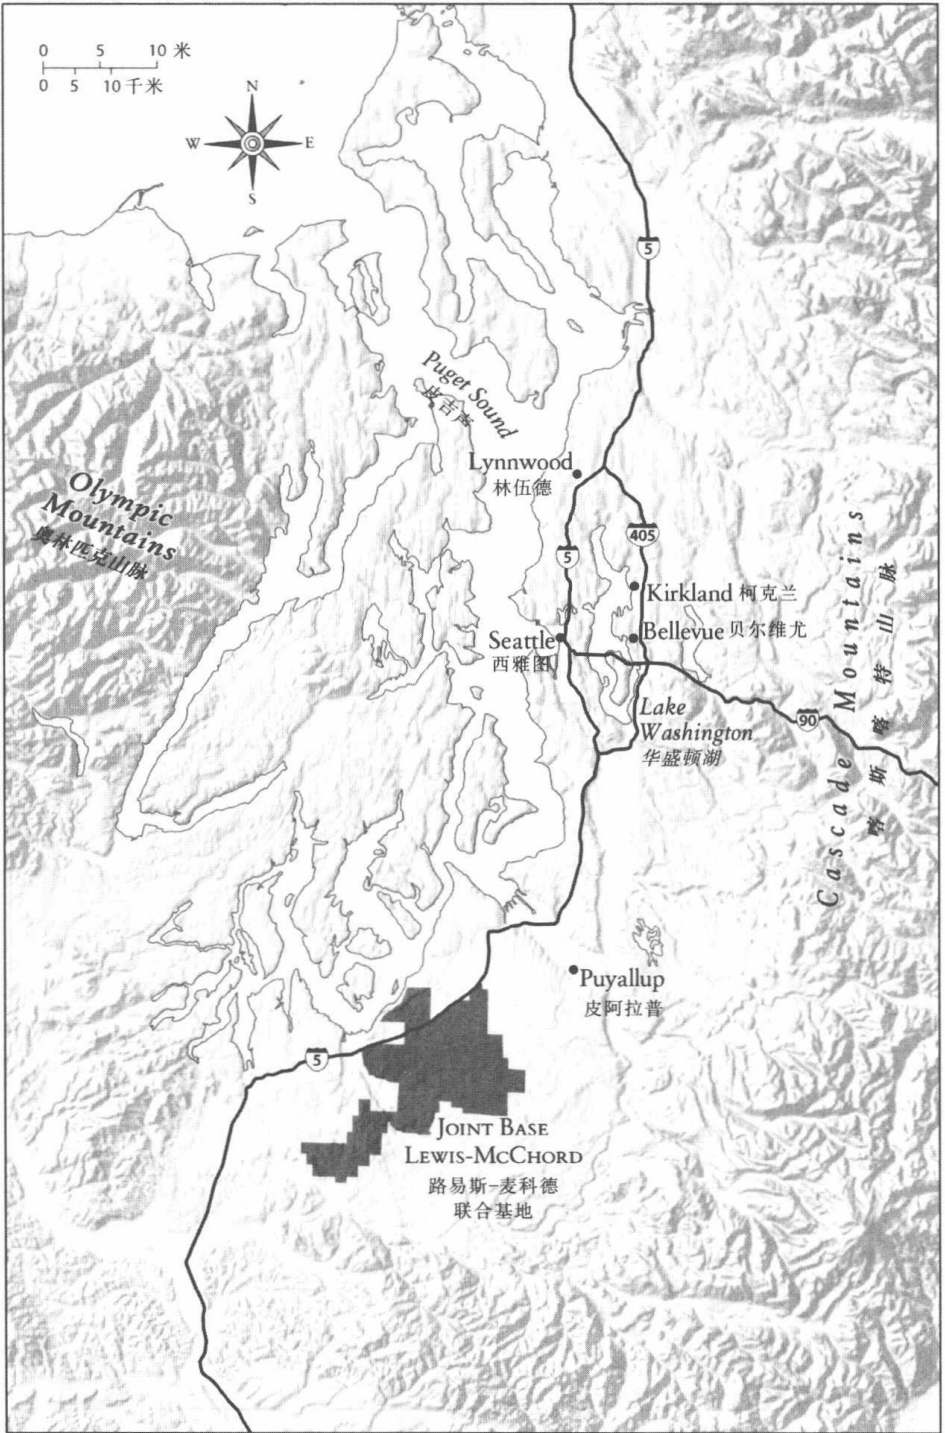 0 5 10 米
0 5 10 千米
N
W E
S
5
Puget Sound
皮吉声
Lynnwood
林伍德
Olympic
Mountains
奥林匹克山脉
405
5
Kirkland 柯克兰
Bellevue 贝尔维尤
Seattle
西雅图
Lake
Washington
华盛顿湖
90
Cascade Mountains
喀斯喀特山脉
Puyallup
皮阿拉普
5
JOINT BASE
LEWIS-MCCHORD
路易斯-麦科德
联合基地